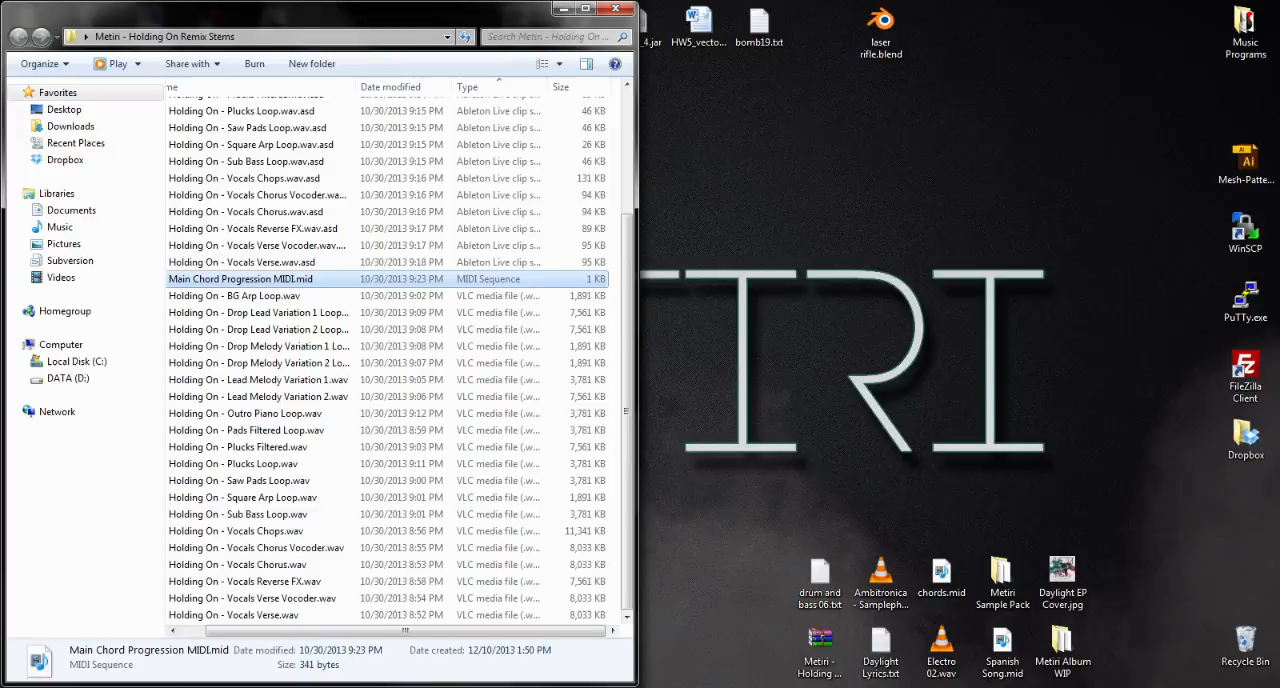 Metiri - Holding On Remix Stems
Search Metiri - Holding On ...
Organize
Play
Share with
Burn
New folder
me
Date modified
Type
Size
Favorites
Desktop
Downloads
Recent Places
Dropbox
Libraries
Documents
Music
Pictures
Subversion
Videos
Homegroup
Computer
Local Disk (C:)
DATA (D:)
Network
Holding On - Plucks Loop.wav.asd 10/30/2013 9:15 PM Ableton Live clip s... 46 KB
Holding On - Saw Pads Loop.wav.asd 10/30/2013 9:15 PM Ableton Live clip s... 46 KB
Holding On - Square Arp Loop.wav.asd 10/30/2013 9:15 PM Ableton Live clip s... 26 KB
Holding On - Sub Bass Loop.wav.asd 10/30/2013 9:15 PM Ableton Live clip s... 46 KB
Holding On - Vocals Chops.wav.asd 10/30/2013 9:16 PM Ableton Live clip s... 131 KB
Holding On - Vocals Chorus Vocoder.wa... 10/30/2013 9:16 PM Ableton Live clip s... 94 KB
Holding On - Vocals Chorus.wav.asd 10/30/2013 9:16 PM Ableton Live clip s... 94 KB
Holding On - Vocals Reverse FX.wav.asd 10/30/2013 9:17 PM Ableton Live clip s... 89 KB
Holding On - Vocals Verse Vocoder.wav.... 10/30/2013 9:17 PM Ableton Live clip s... 95 KB
Holding On - Vocals Verse.wav.asd 10/30/2013 9:18 PM Ableton Live clip s... 95 KB
Main Chord Progression MIDI.mid 10/30/2013 9:23 PM MIDI Sequence 1 KB
Holding On - BG Arp Loop.wav 10/30/2013 9:02 PM VLC media file (.w... 1,891 KB
Holding On - Drop Lead Variation 1 Loop... 10/30/2013 9:09 PM VLC media file (.w... 7,561 KB
Holding On - Drop Lead Variation 2 Loop... 10/30/2013 9:08 PM VLC media file (.w... 7,561 KB
Holding On - Drop Melody Variation 1 Lo... 10/30/2013 9:08 PM VLC media file (.w... 1,891 KB
Holding On - Drop Melody Variation 2 Lo... 10/30/2013 9:07 PM VLC media file (.w... 1,891 KB
Holding On - Lead Melody Variation 1.wav 10/30/2013 9:05 PM VLC media file (.w... 3,781 KB
Holding On - Lead Melody Variation 2.wav 10/30/2013 9:06 PM VLC media file (.w... 7,561 KB
Holding On - Outro Piano Loop.wav 10/30/2013 9:12 PM VLC media file (.w... 3,781 KB
Holding On - Pads Filtered Loop.wav 10/30/2013 8:59 PM VLC media file (.w... 3,781 KB
Holding On - Plucks Filtered.wav 10/30/2013 9:03 PM VLC media file (.w... 7,561 KB
Holding On - Plucks Loop.wav 10/30/2013 9:11 PM VLC media file (.w... 3,781 KB
Holding On - Saw Pads Loop.wav 10/30/2013 9:00 PM VLC media file (.w... 3,781 KB
Holding On - Square Arp Loop.wav 10/30/2013 9:01 PM VLC media file (.w... 1,891 KB
Holding On - Sub Bass Loop.wav 10/30/2013 9:01 PM VLC media file (.w... 3,781 KB
Holding On - Vocals Chops.wav 10/30/2013 8:56 PM VLC media file (.w... 11,341 KB
Holding On - Vocals Chorus Vocoder.wav 10/30/2013 8:55 PM VLC media file (.w... 8,033 KB
Holding On - Vocals Chorus.wav 10/30/2013 8:53 PM VLC media file (.w... 8,033 KB
Holding On - Vocals Reverse FX.wav 10/30/2013 8:58 PM VLC media file (.w... 7,561 KB
Holding On - Vocals Verse Vocoder.wav 10/30/2013 8:54 PM VLC media file (.w... 8,033 KB
Holding On - Vocals Verse.wav 10/30/2013 8:52 PM VLC media file (.w... 8,033 KB
Main Chord Progression MIDI.mid Date modified: 10/30/2013 9:23 PM Date created: 12/10/2013 1:50 PM
MIDI Sequence Size: 341 bytes
_4.jar
HW5_vecto...
bomb19.txt
laser
rifle.blend
Music
Programs
Ai
Mesh-Patte...
WinSCP
PuTTy.exe
FileZilla
Client
Dropbox
TIRI
drum and
bass 06.txt
Ambitronica
- Sampleph...
chords.mid
Metiri
Sample Pack
Daylight EP
Cover.jpg
Metiri -
Holding ...
Daylight
Lyrics.txt
Electro
02.wav
Spanish
Song.mid
Metiri Album
WIP
Recycle Bin